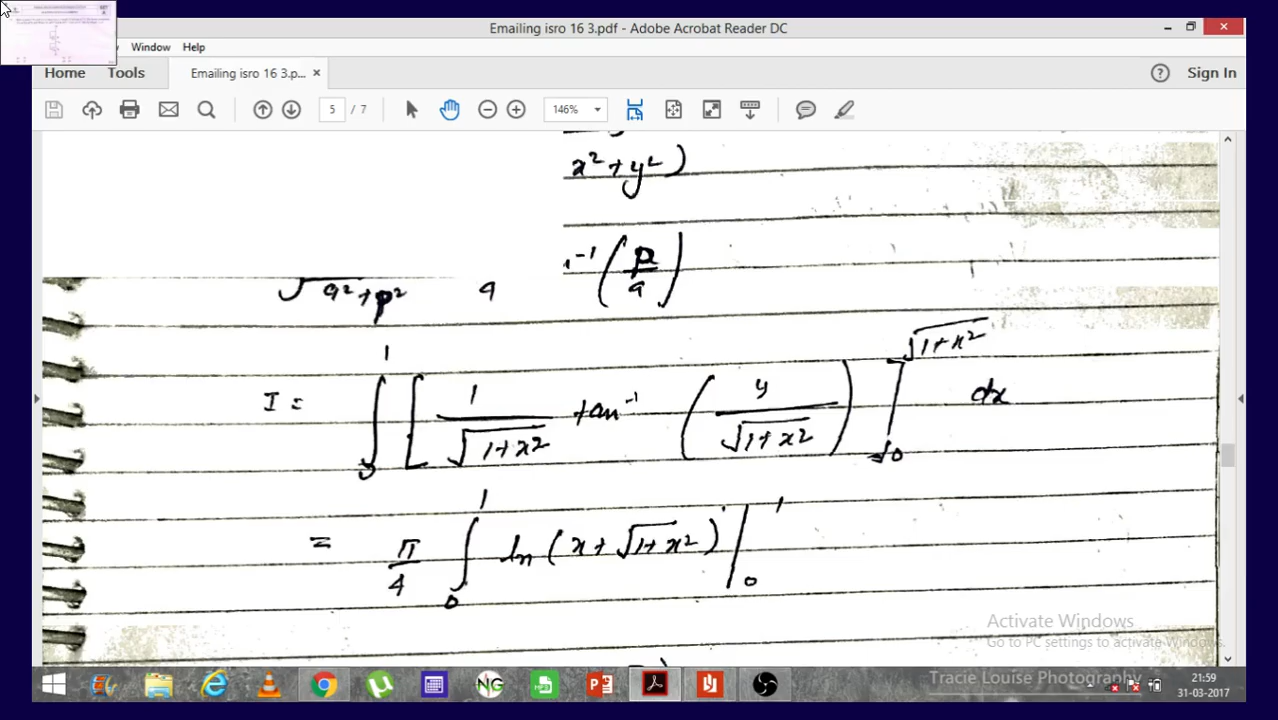 Emailing isro 16 3.pdf - Adobe Acrobat Reader DC
Window Help
Home Tools Emailing isro 16 3.p... × Sign In
5 / 7 146%
x² + y²)
⁻¹ (p/a)
√a²+p² a
I = ∫₀¹ [ 1/√1+x² tan⁻¹ ( y/√1+x² ) ]₀^√1+x² dx
= π/4 ∫₀¹ ln (x + √1+x²) |₀¹
Activate Windows
Go to PC settings to activate Windows.
Tracie Louise Photography
21:59
31-03-2017